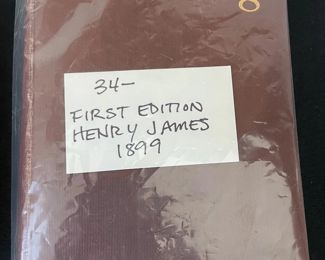 34-
FIRST EDITION
HENRY JAMES
1899